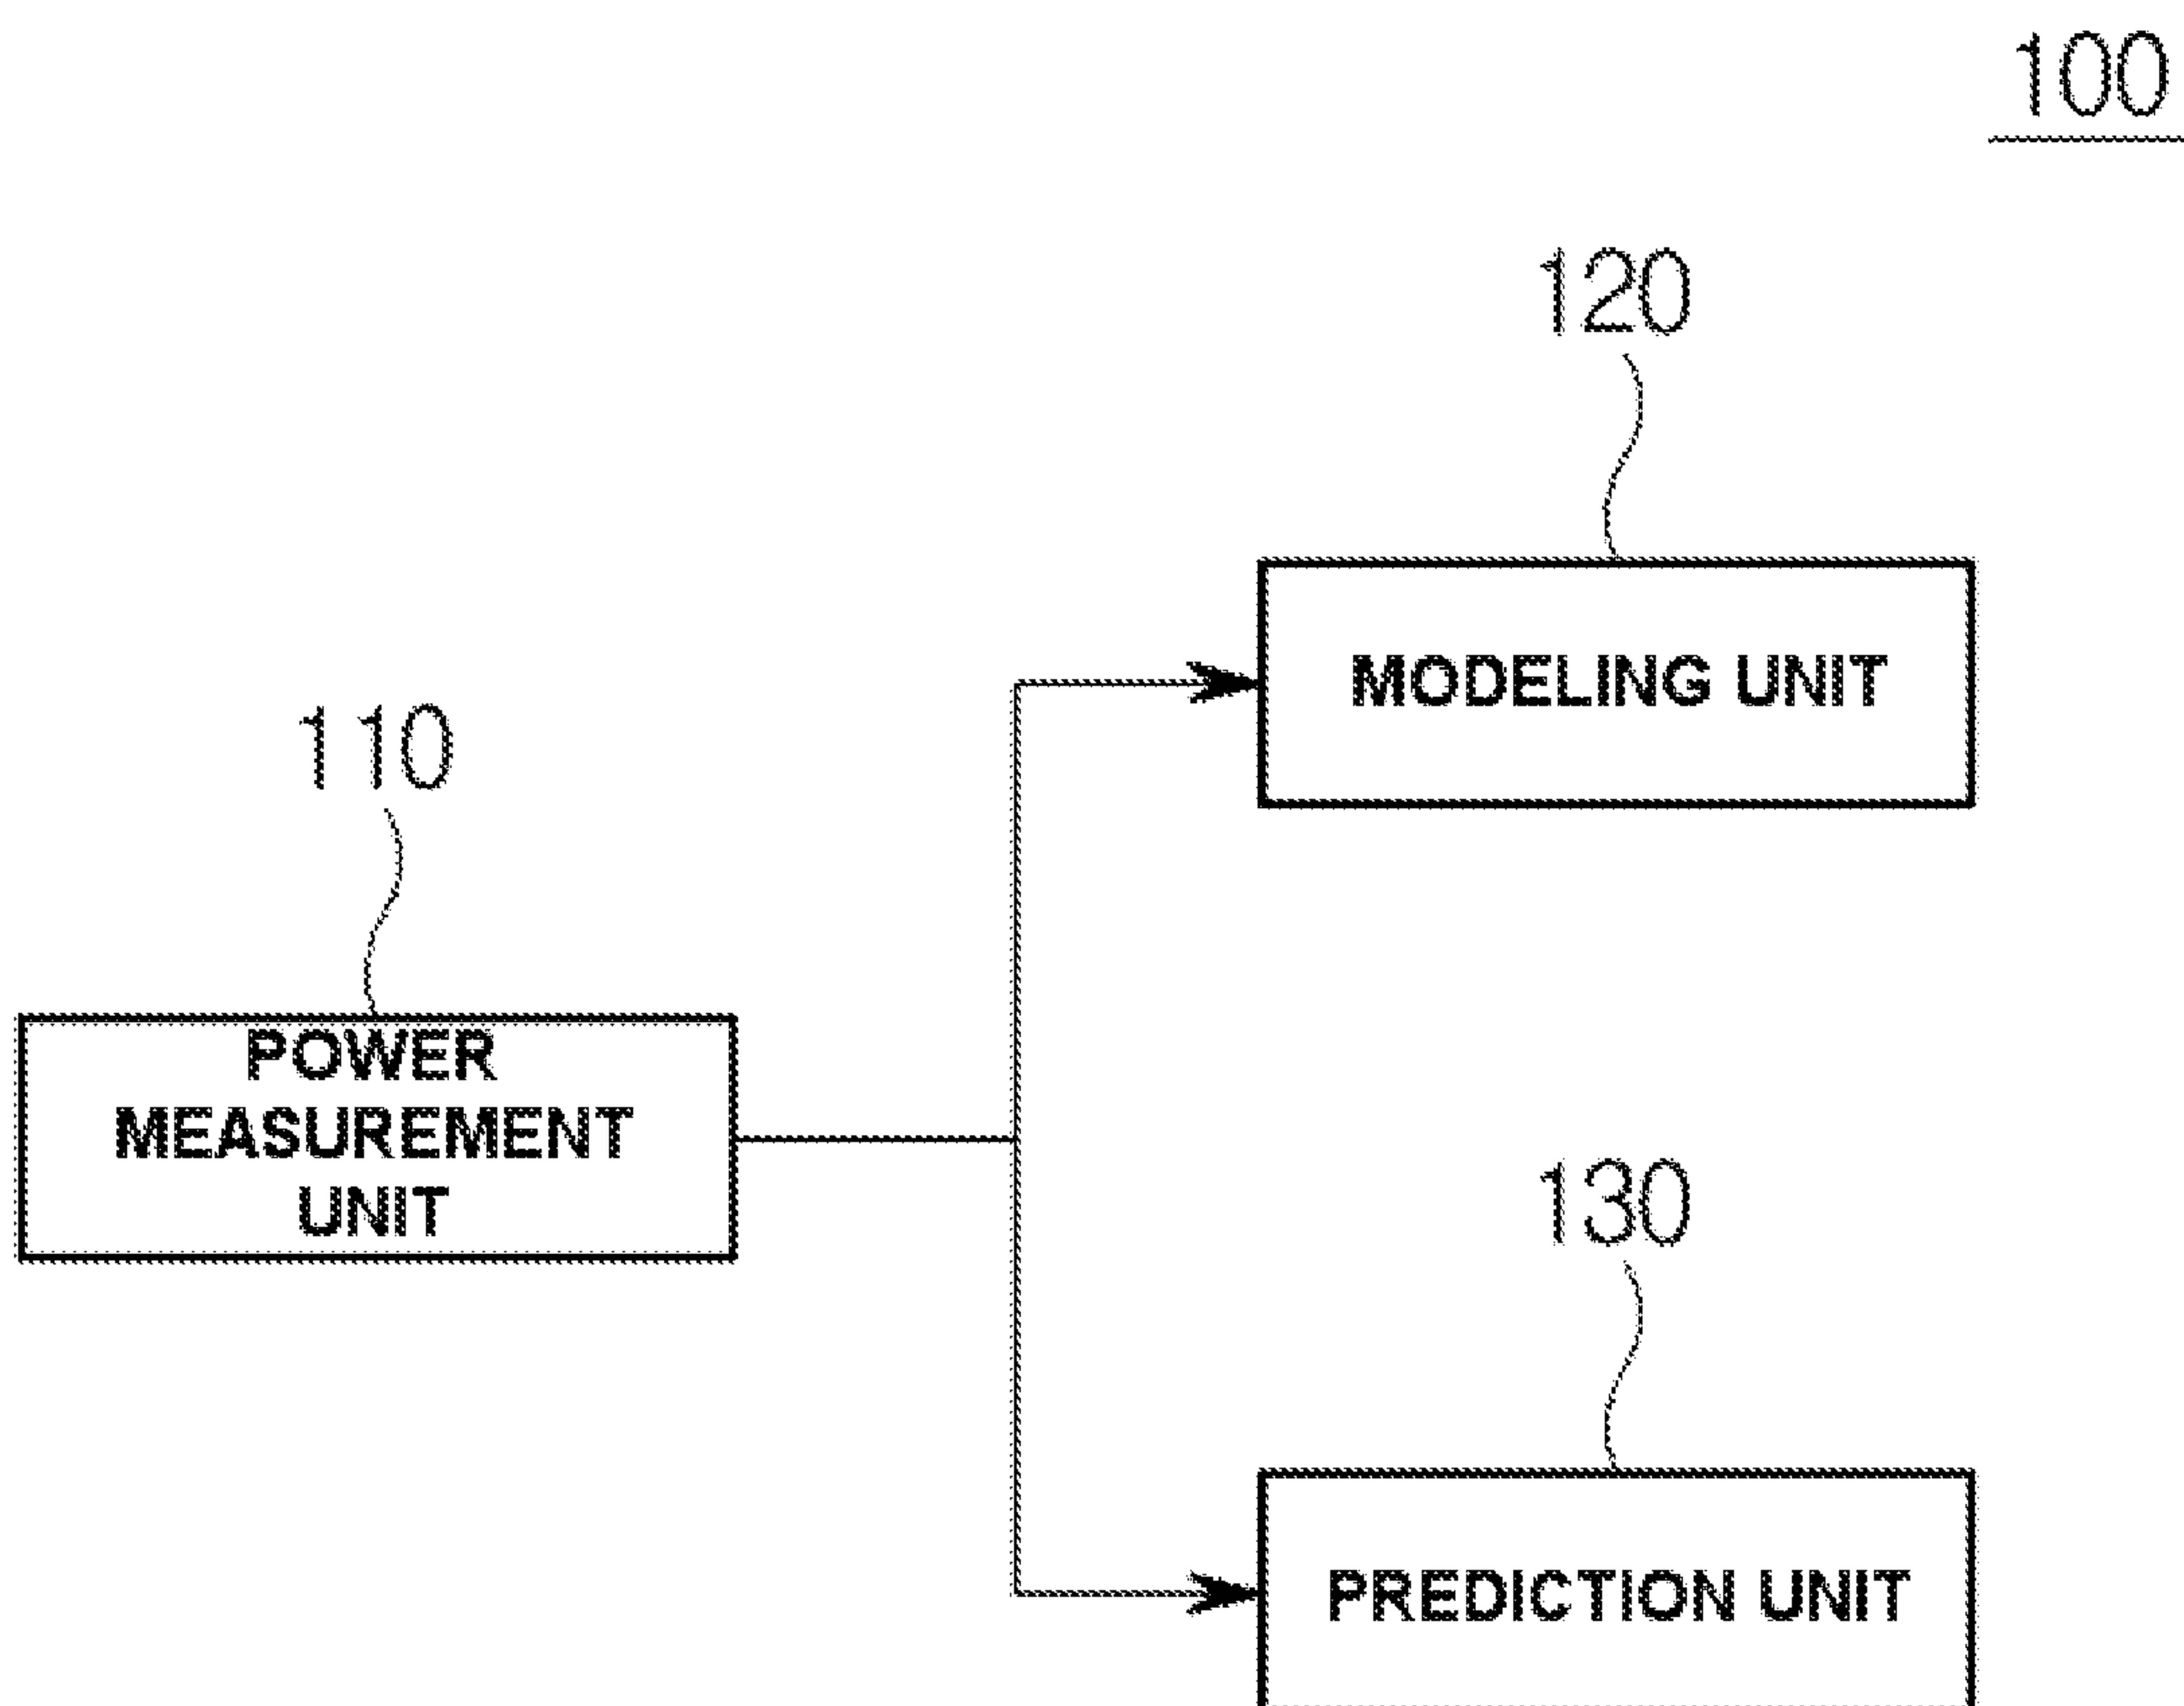 100
120
MODELING UNIT
110
POWER
MEASUREMENT
UNIT
130
PREDICTION UNIT